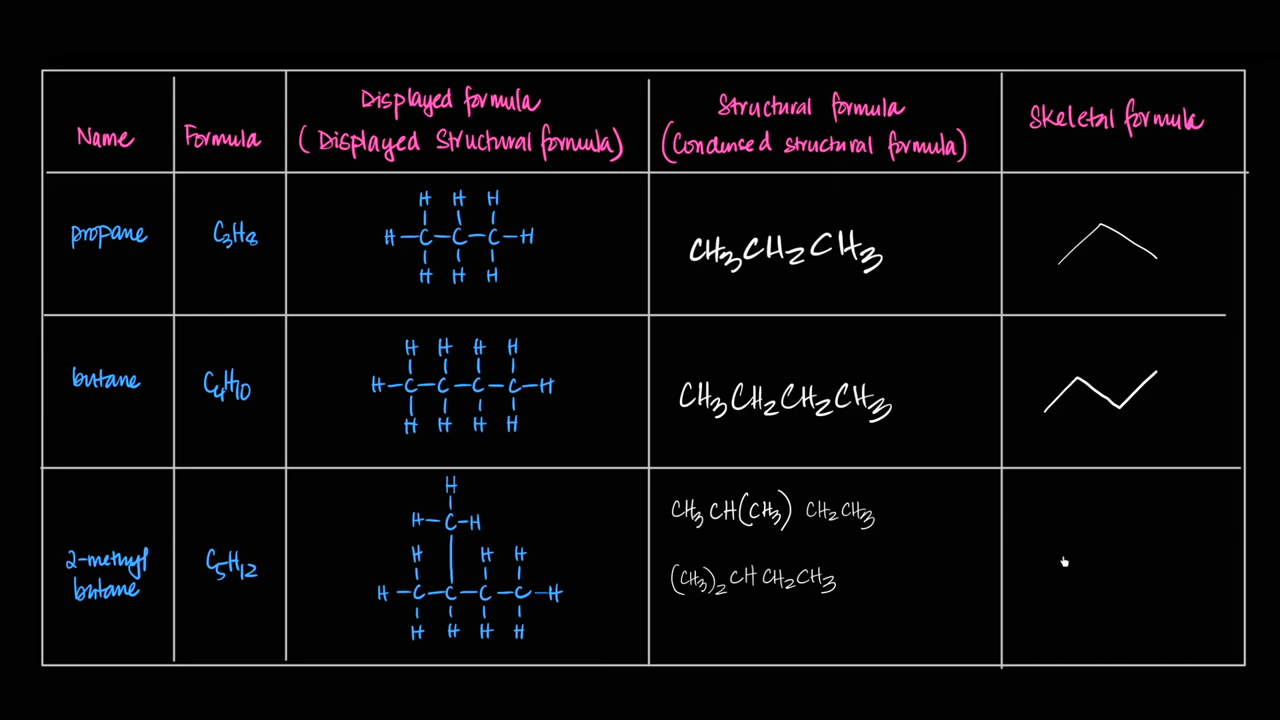 Name
Formula
Displayed formula
(Displayed Structural formula)
Structural formula
(Condensed structural formula)
Skeletal formula
propane
C3H8
H H H
H-C-C-C-H
H H H
CH3CH2CH3
butane
C4H10
H H H H
H-C-C-C-C-H
H H H H
CH3CH2CH2CH3
2-methyl
butane
C5H12
H
H-C-H
H H H
H-C-C-C-C-H
H H H H
CH3CH(CH3) CH2CH3
(CH3)2CHCH2CH3